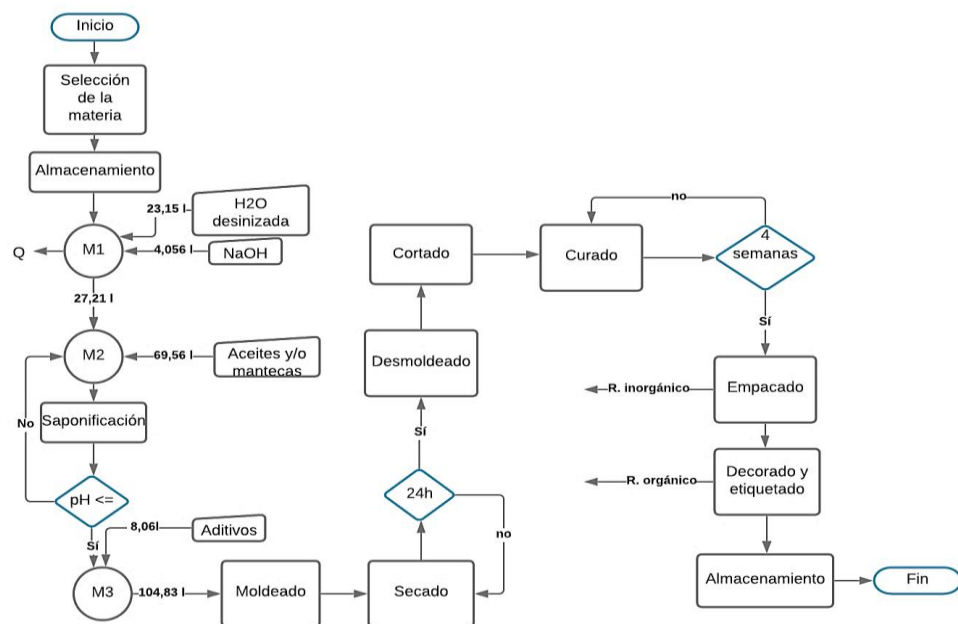 Inicio
Selección
de la
materia
Almacenamiento
23,15 l
H2O
desinizada
Q
M1
4,056 l
NaOH
27,21 l
M2
69,56 l
Aceites y/o
mantecas
No
Saponificación
pH <=
Sí
8,06l
Aditivos
M3
104,83 l
Moldeado
Secado
24h
no
Sí
Desmoldeado
Cortado
Curado
no
4
semanas
Sí
R. inorgánico
Empacado
R. orgánico
Decorado y
etiquetado
Almacenamiento
Fin